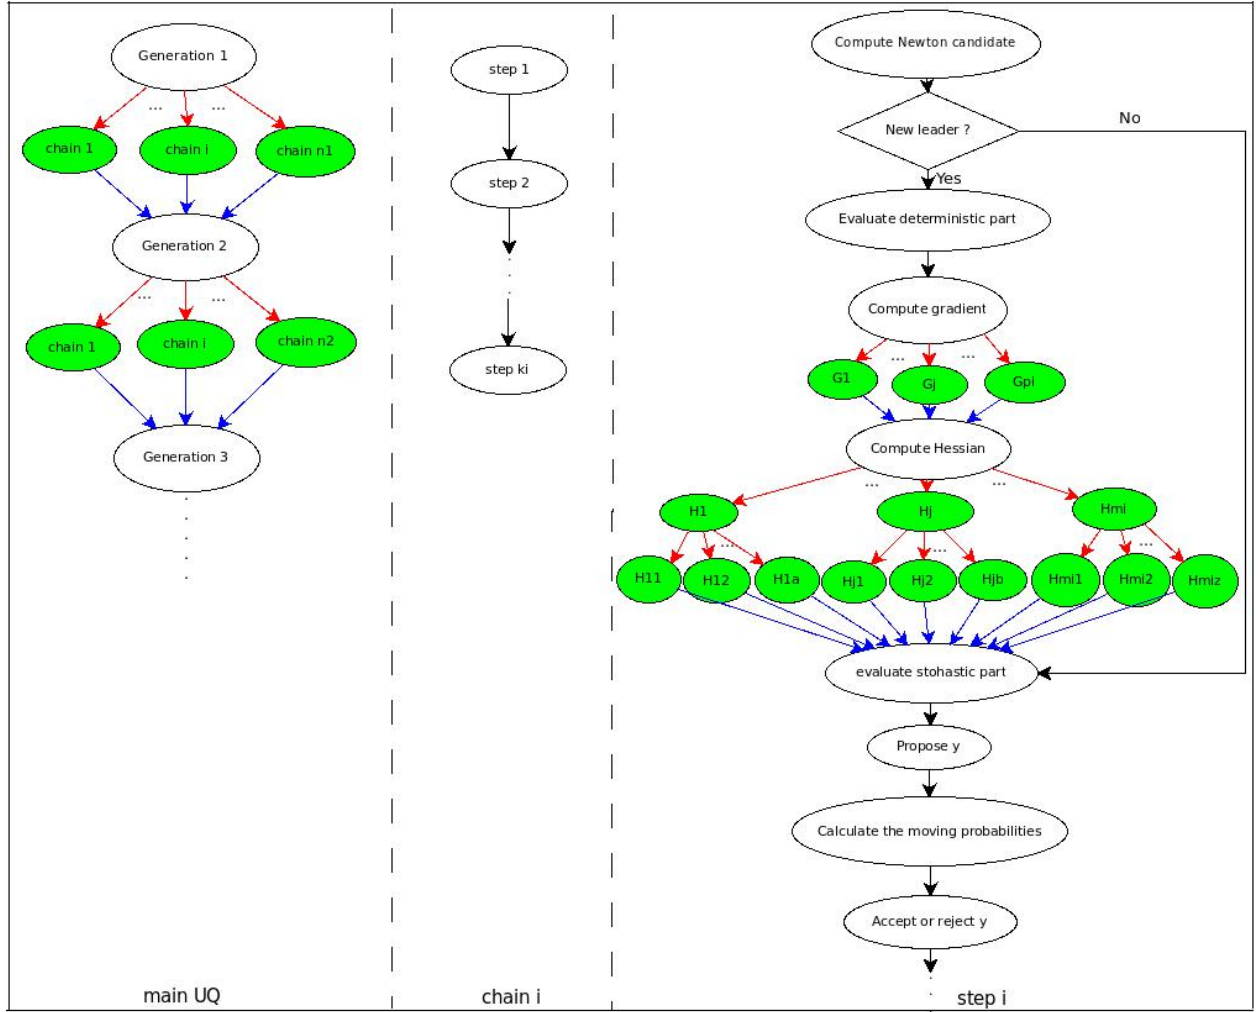 Generation 1
... ...
chain 1 chain i chain n1
Generation 2
... ...
chain 1 chain i chain n2
Generation 3
main UQ
step 1
step 2
step ki
chain i
Compute Newton candidate
New leader ?
No
Yes
Evaluate deterministic part
Compute gradient
... ...
G1 Gj Gpi
Compute Hessian
... ...
H1 Hj Hmi
... ... ...
H11 H12 H1a Hj1 Hj2 Hjb Hmi1 Hmi2 Hmiz
evaluate stohastic part
Propose y
Calculate the moving probabilities
Accept or reject y
step i